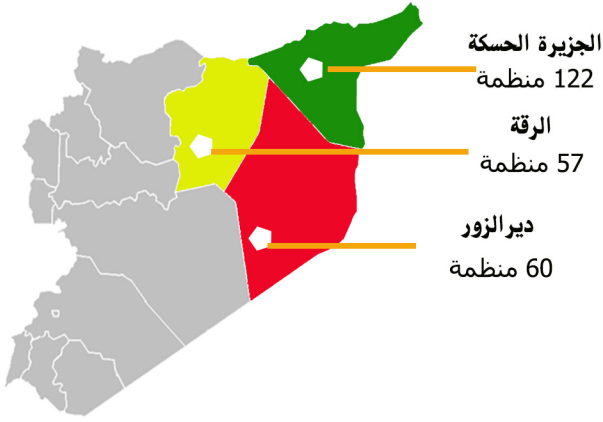 الجزيرة الحسكة
122 منظمة
الرقة
57 منظمة
ديرالزور
60 منظمة